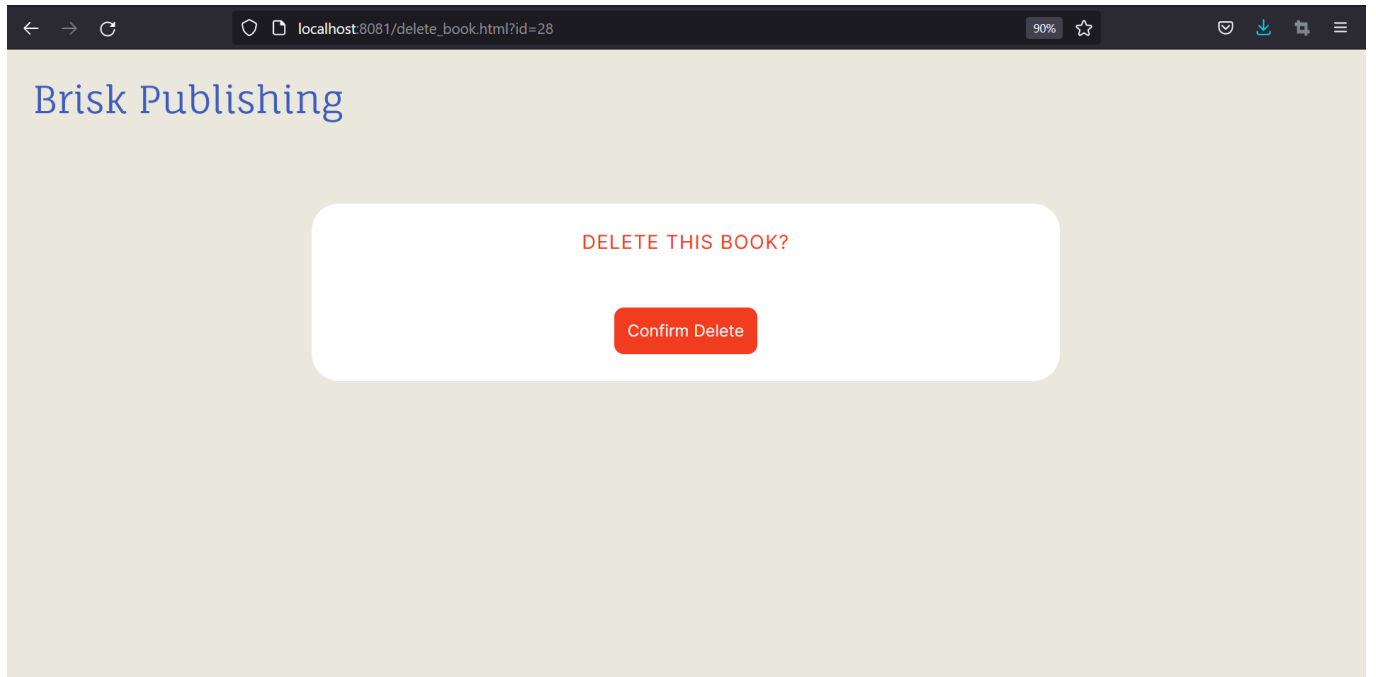 localhost:8081/delete_book.html?id=28
90%
Brisk Publishing
DELETE THIS BOOK?
Confirm Delete